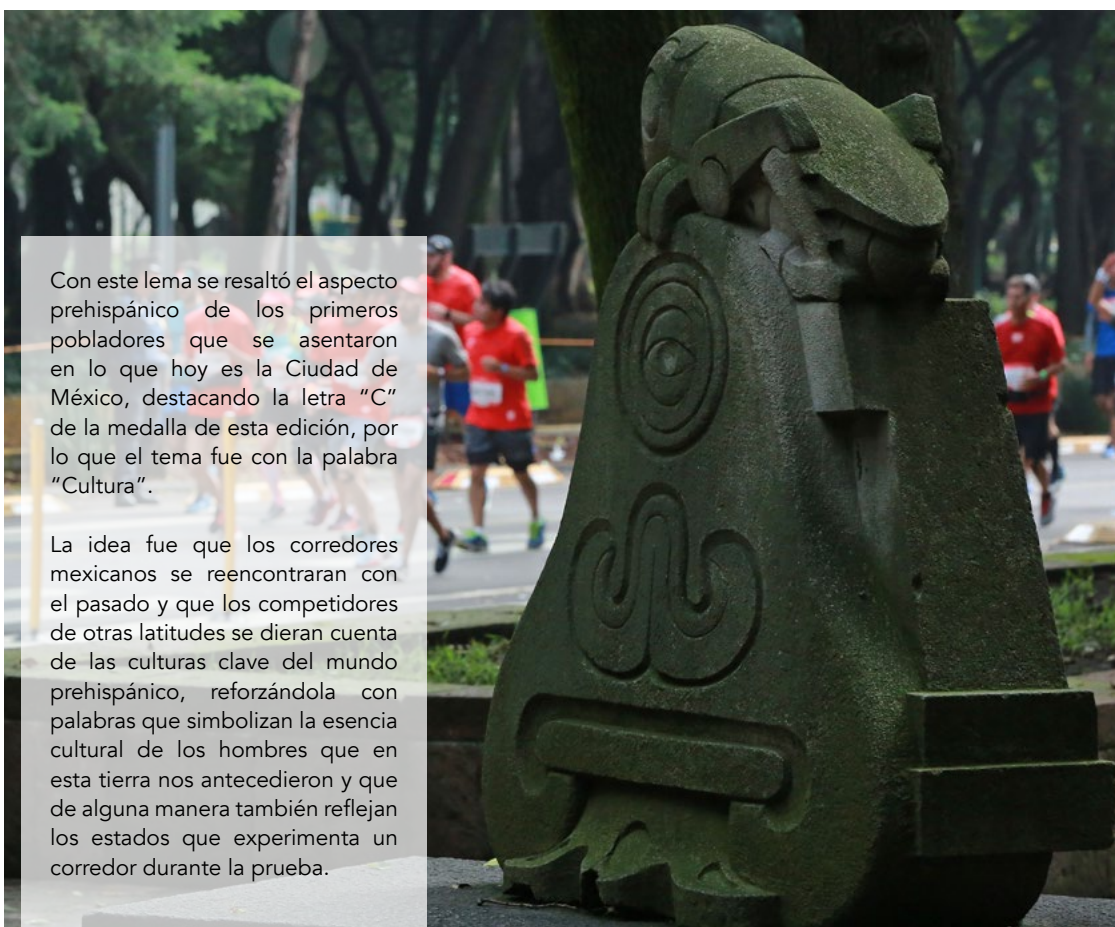 Con este lema se resaltó el aspecto
prehispánico de los primeros
pobladores que se asentaron
en lo que hoy es la Ciudad de
México, destacando la letra “C”
de la medalla de esta edición, por
lo que el tema fue con la palabra
“Cultura”.
La idea fue que los corredores
mexicanos se reencontraran con
el pasado y que los competidores
de otras latitudes se dieran cuenta
de las culturas clave del mundo
prehispánico, reforzándola con
palabras que simbolizan la esencia
cultural de los hombres que en
esta tierra nos antecedieron y que
de alguna manera también reflejan
los estados que experimenta un
corredor durante la prueba.